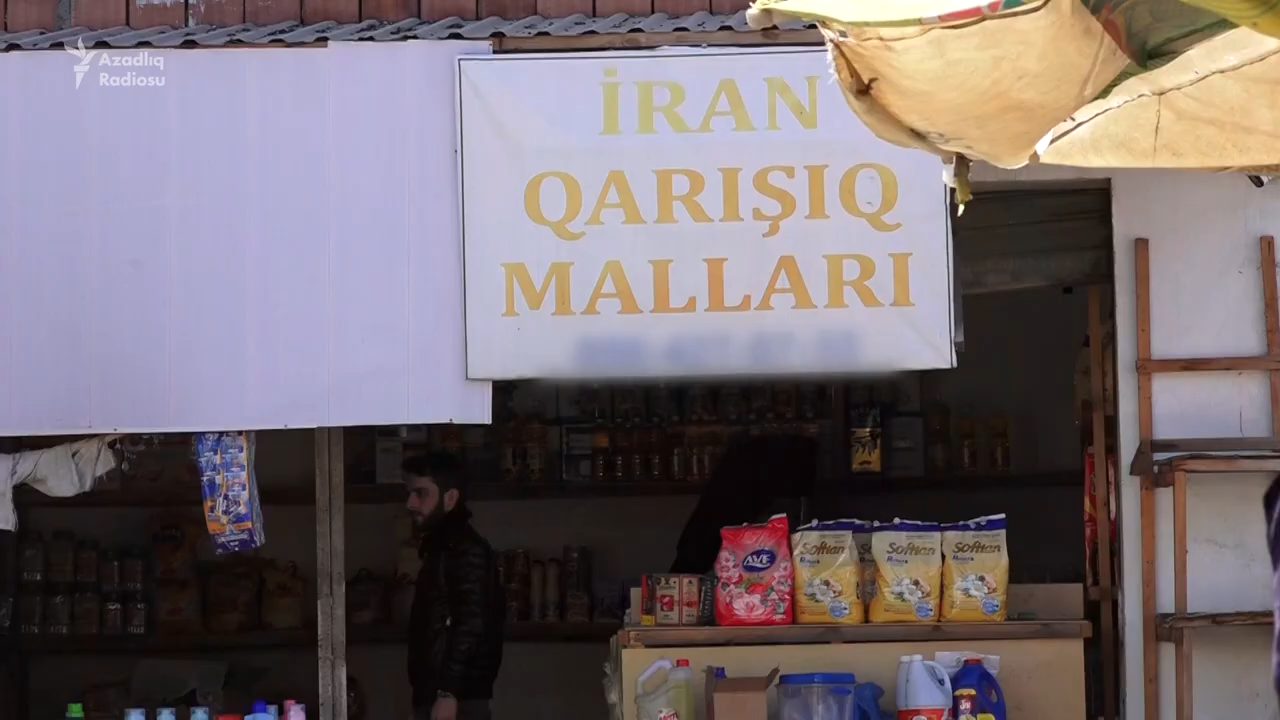 Azadlıq
Radiosu
İRAN
QARIŞIQ
MALLARI
AVE
Softlan
Softlan
Softlan